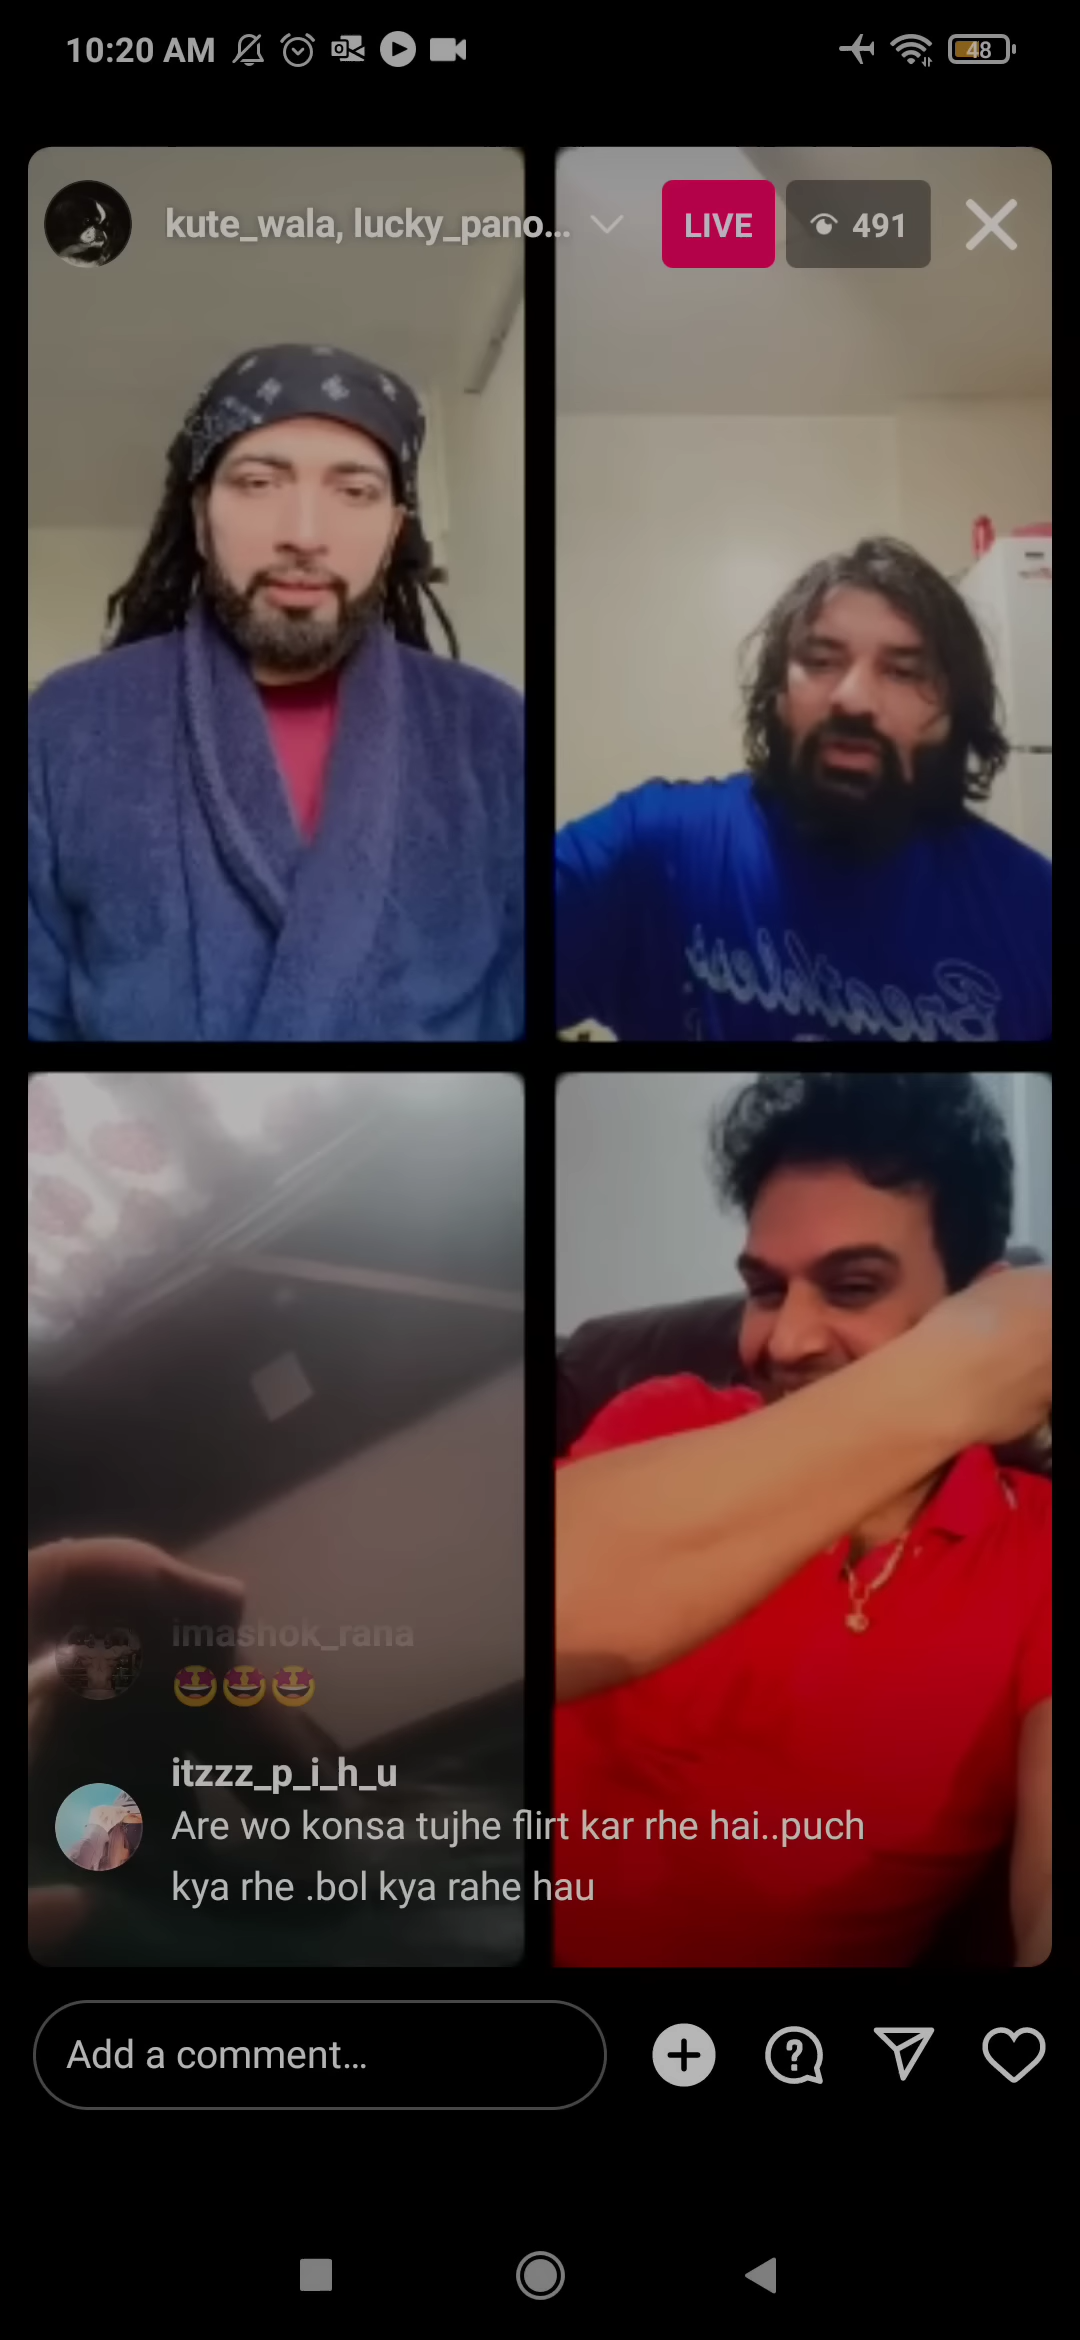 10:20 AM
48
kute_wala, lucky_pano...
LIVE
491
Breathless
imashok_rana
🤩🤩🤩
itzzz_p_i_h_u
Are wo konsa tujhe flirt kar rhe hai..puch
kya rhe .bol kya rahe hau
Add a comment...